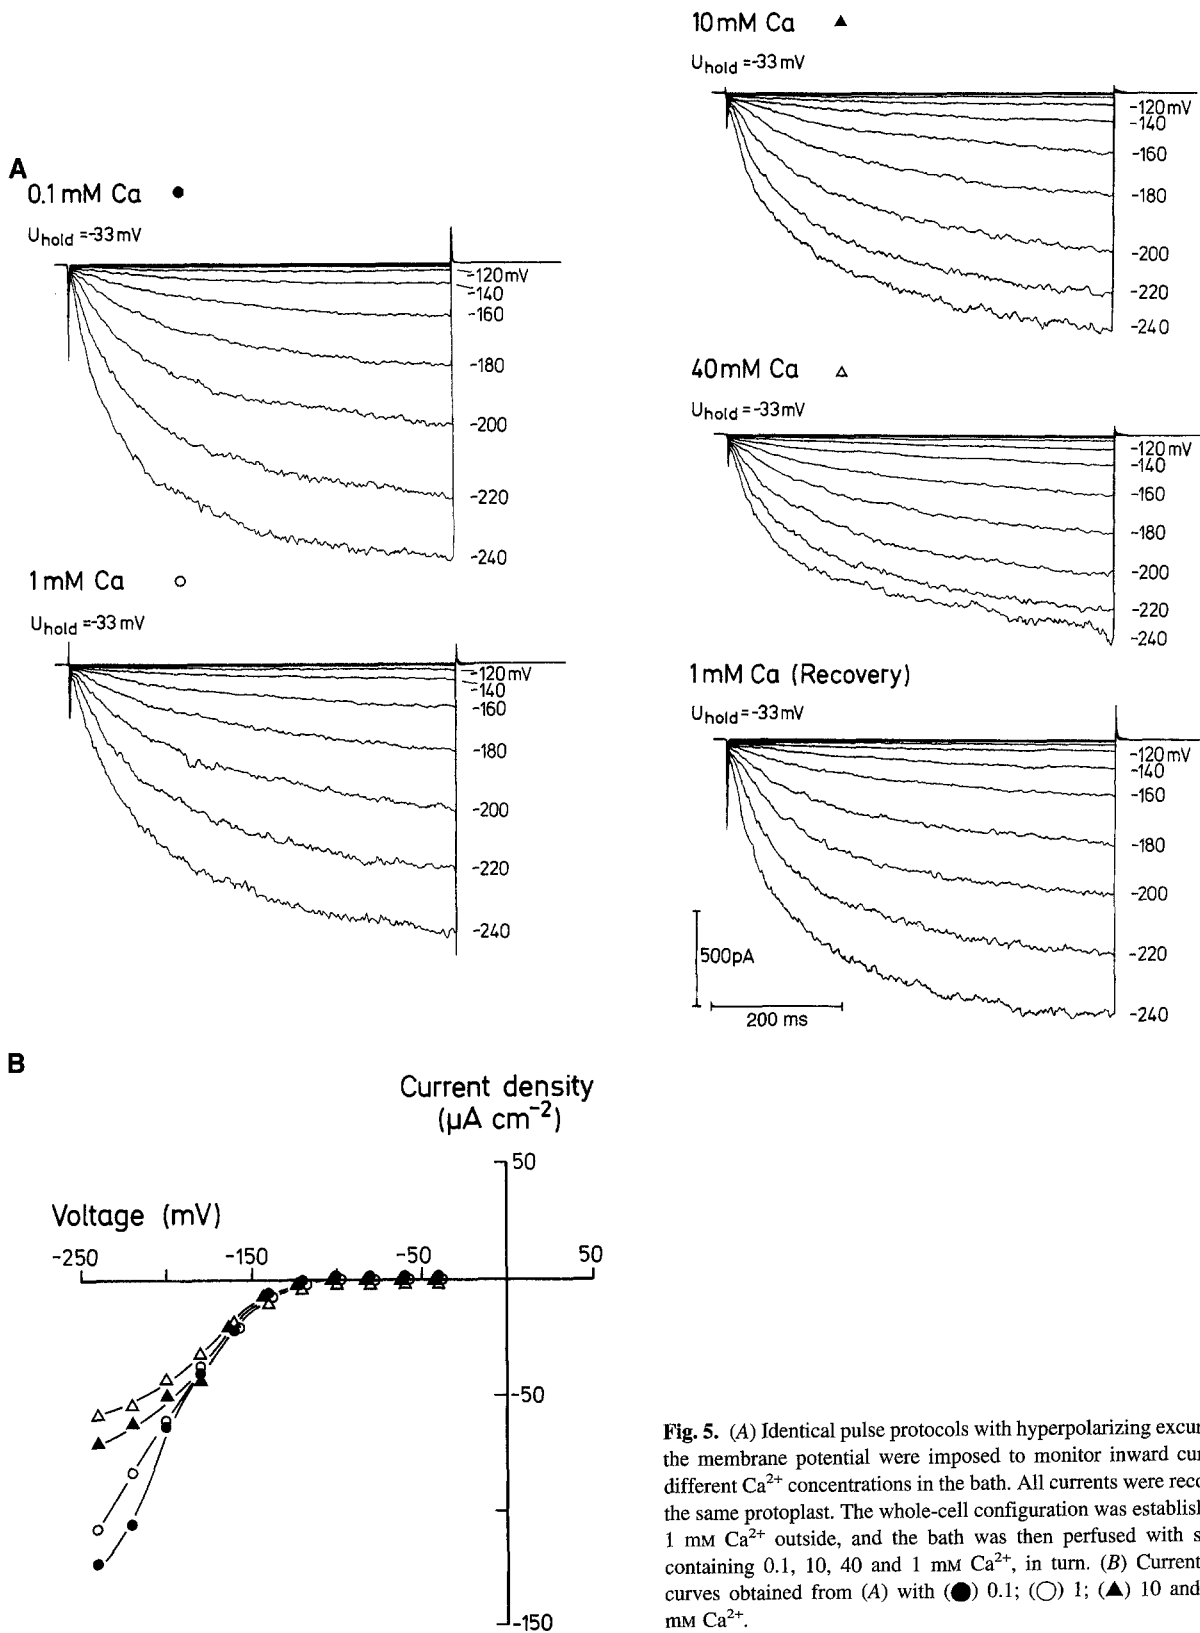 A
0.1 mM Ca ●
Uhold =-33 mV
-120 mV
-140
-160
-180
-200
-220
-240
1 mM Ca ○
Uhold =-33 mV
-120 mV
-140
-160
-180
-200
-220
-240
10 mM Ca ▲
Uhold =-33 mV
-120 mV
-140
-160
-180
-200
-220
-240
40 mM Ca △
Uhold =-33 mV
-120 mV
-140
-160
-180
-200
-220
-240
1 mM Ca (Recovery)
Uhold =-33 mV
-120 mV
-140
-160
-180
-200
-220
-240
500 pA
200 ms
B
Current density
(µA cm⁻²)
50
Voltage (mV)
-250 -150 -50 50
-50
-150
Fig. 5. (A) Identical pulse protocols with hyperpolarizing excur
the membrane potential were imposed to monitor inward cur
different Ca²⁺ concentrations in the bath. All currents were reco
the same protoplast. The whole-cell configuration was establis
1 mM Ca²⁺ outside, and the bath was then perfused with s
containing 0.1, 10, 40 and 1 mM Ca²⁺, in turn. (B) Current
curves obtained from (A) with (●) 0.1; (○) 1; (▲) 10 and
mM Ca²⁺.